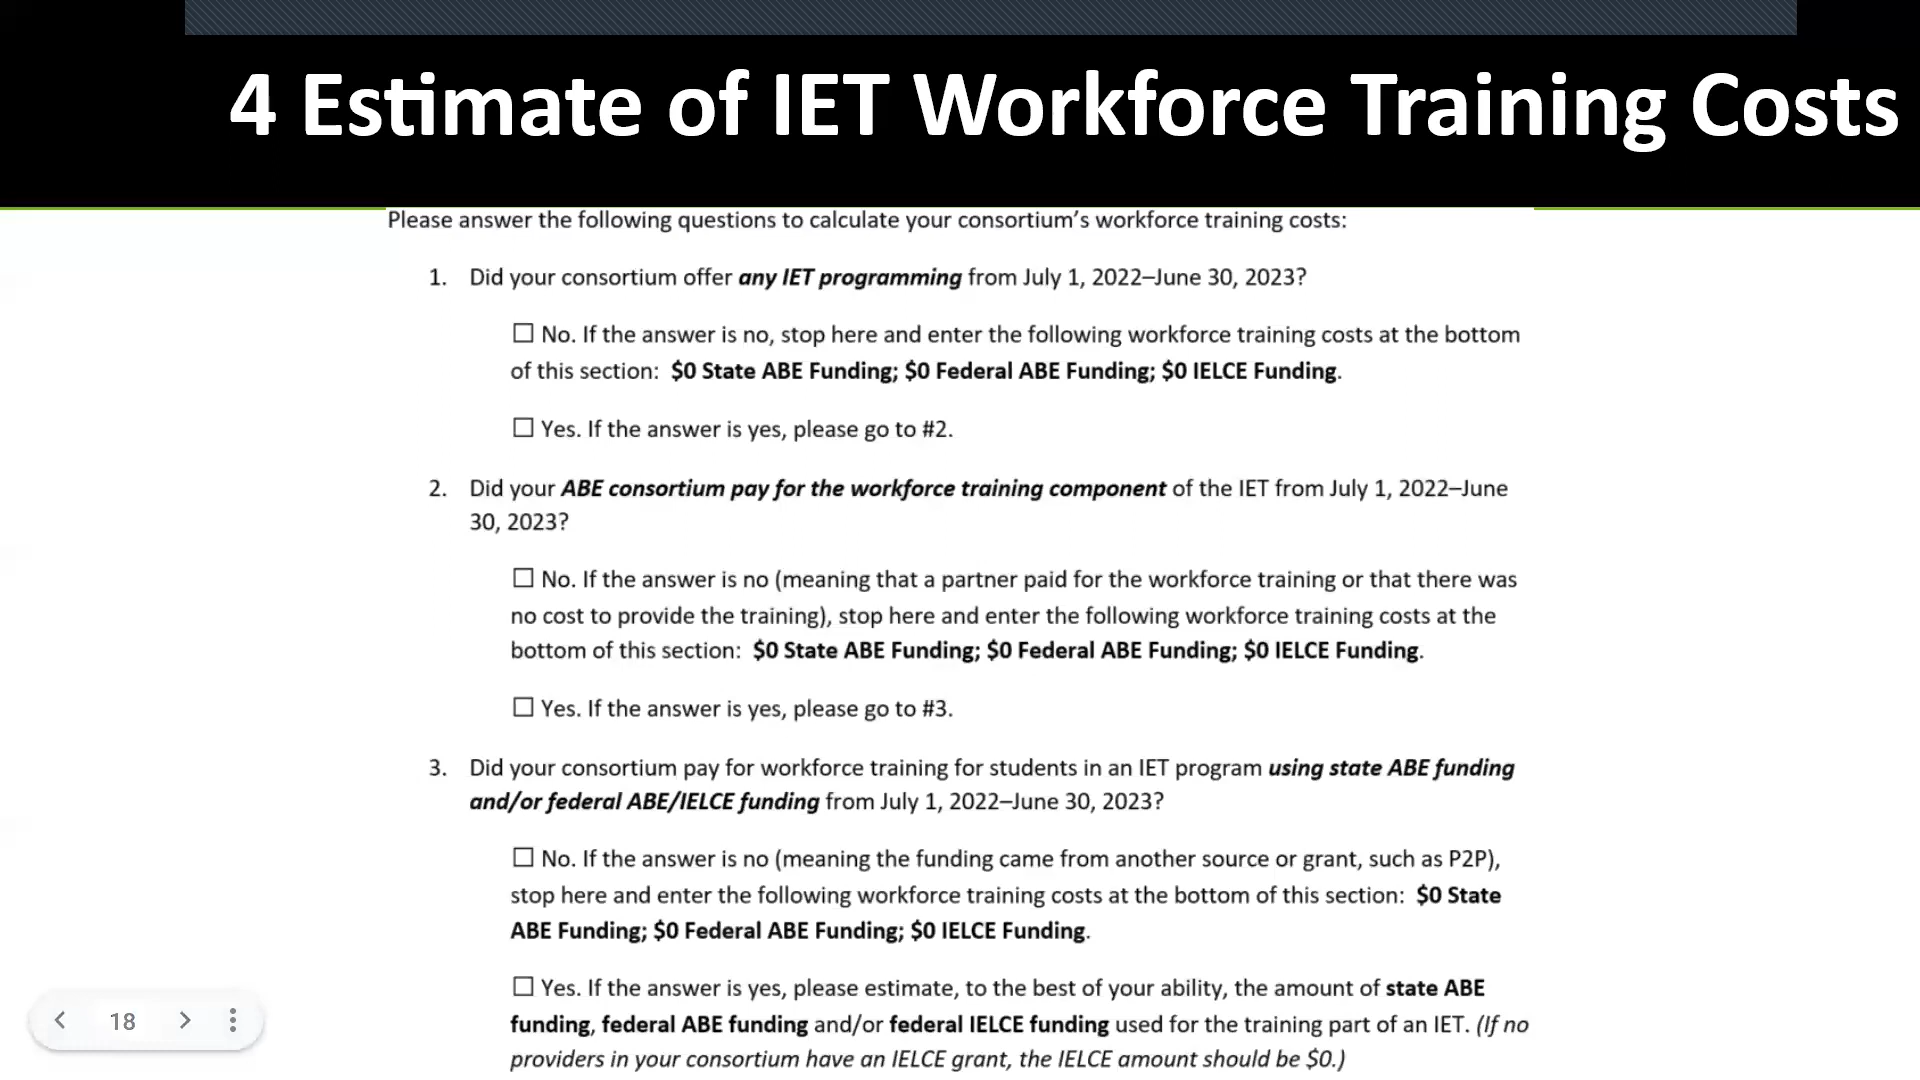 4 Estimate of IET Workforce Training Costs
Please answer the following questions to calculate your consortium's workforce training costs:
1. Did your consortium offer any IET programming from July 1, 2022–June 30, 2023?
☐ No. If the answer is no, stop here and enter the following workforce training costs at the bottom
of this section: $0 State ABE Funding; $0 Federal ABE Funding; $0 IELCE Funding.
☐ Yes. If the answer is yes, please go to #2.
2. Did your ABE consortium pay for the workforce training component of the IET from July 1, 2022–June
30, 2023?
☐ No. If the answer is no (meaning that a partner paid for the workforce training or that there was
no cost to provide the training), stop here and enter the following workforce training costs at the
bottom of this section: $0 State ABE Funding; $0 Federal ABE Funding; $0 IELCE Funding.
☐ Yes. If the answer is yes, please go to #3.
3. Did your consortium pay for workforce training for students in an IET program using state ABE funding
and/or federal ABE/IELCE funding from July 1, 2022–June 30, 2023?
☐ No. If the answer is no (meaning the funding came from another source or grant, such as P2P),
stop here and enter the following workforce training costs at the bottom of this section: $0 State
ABE Funding; $0 Federal ABE Funding; $0 IELCE Funding.
☐ Yes. If the answer is yes, please estimate, to the best of your ability, the amount of state ABE
funding, federal ABE funding and/or federal IELCE funding used for the training part of an IET. (If no
providers in your consortium have an IELCE grant, the IELCE amount should be $0.)
18